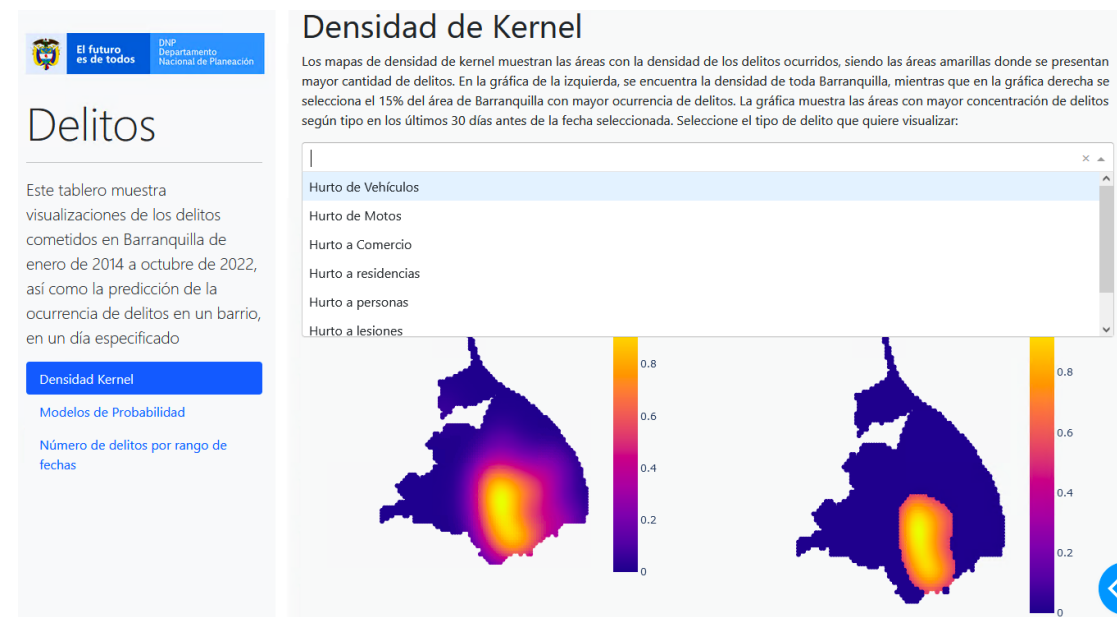 El futuro
es de todos
DNP
Departamento
Nacional de Planeación
Delitos
Este tablero muestra
visualizaciones de los delitos
cometidos en Barranquilla de
enero de 2014 a octubre de 2022,
así como la predicción de la
ocurrencia de delitos en un barrio,
en un día especificado
Densidad Kernel
Modelos de Probabilidad
Número de delitos por rango de
fechas
Densidad de Kernel
Los mapas de densidad de kernel muestran las áreas con la densidad de los delitos ocurridos, siendo las áreas amarillas donde se presentan
mayor cantidad de delitos. En la gráfica de la izquierda, se encuentra la densidad de toda Barranquilla, mientras que en la gráfica derecha se
selecciona el 15% del área de Barranquilla con mayor ocurrencia de delitos. La gráfica muestra las áreas con mayor concentración de delitos
según tipo en los últimos 30 días antes de la fecha seleccionada. Seleccione el tipo de delito que quiere visualizar:
Hurto de Vehículos
Hurto de Motos
Hurto a Comercio
Hurto a residencias
Hurto a personas
Hurto a lesiones
0.8
0.6
0.4
0.2
0
0.8
0.6
0.4
0.2
0